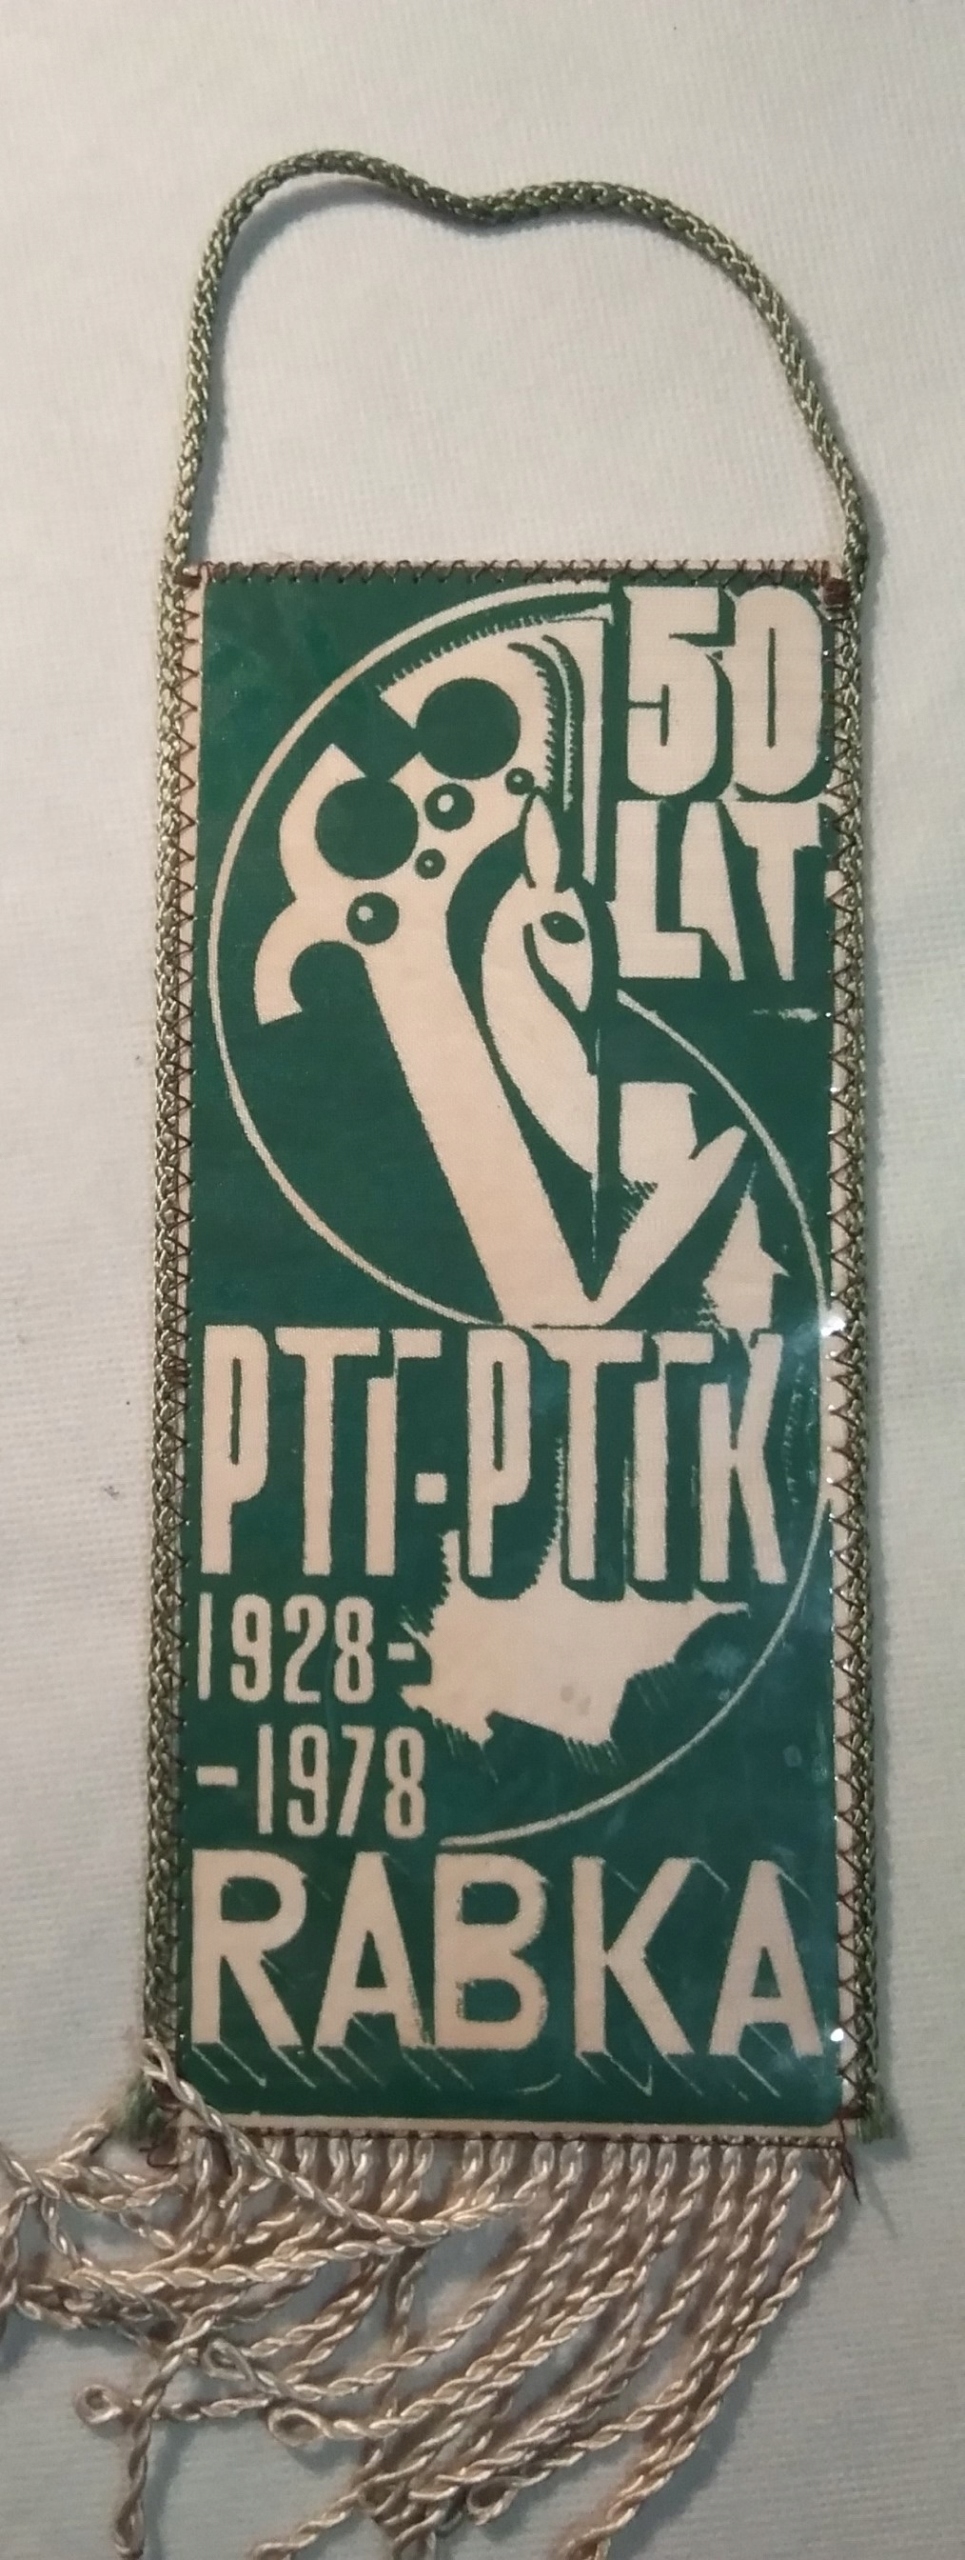 50
LAT
PTT-PTTK
1928-
-1978
RABKA